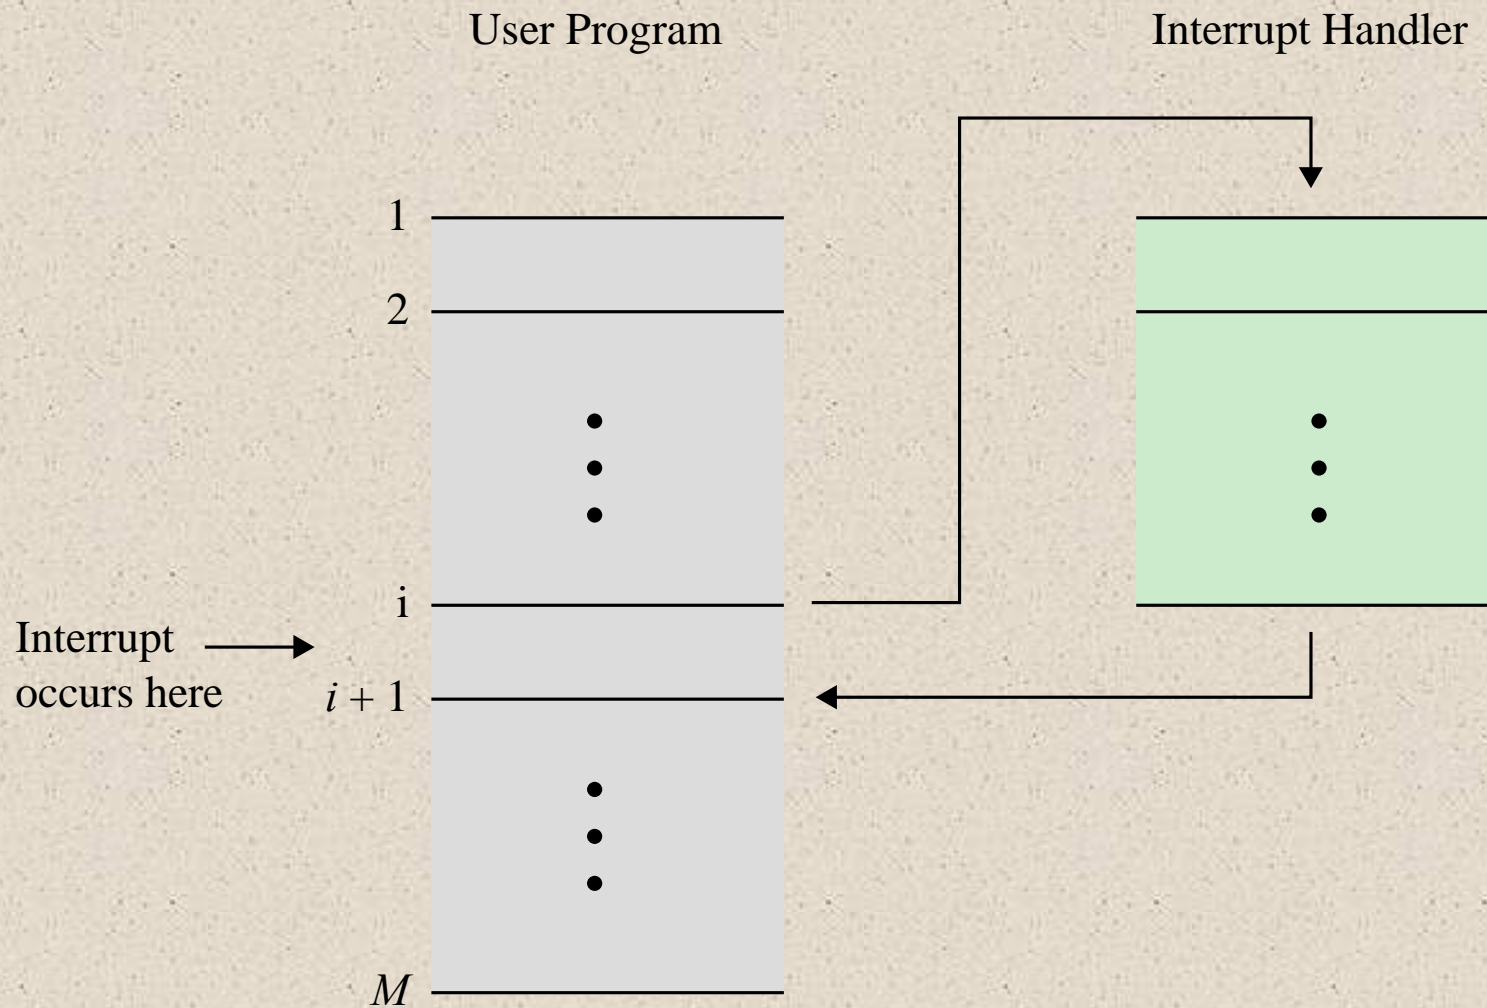 User Program
Interrupt Handler
1
2
i
Interrupt
occurs here
i + 1
M